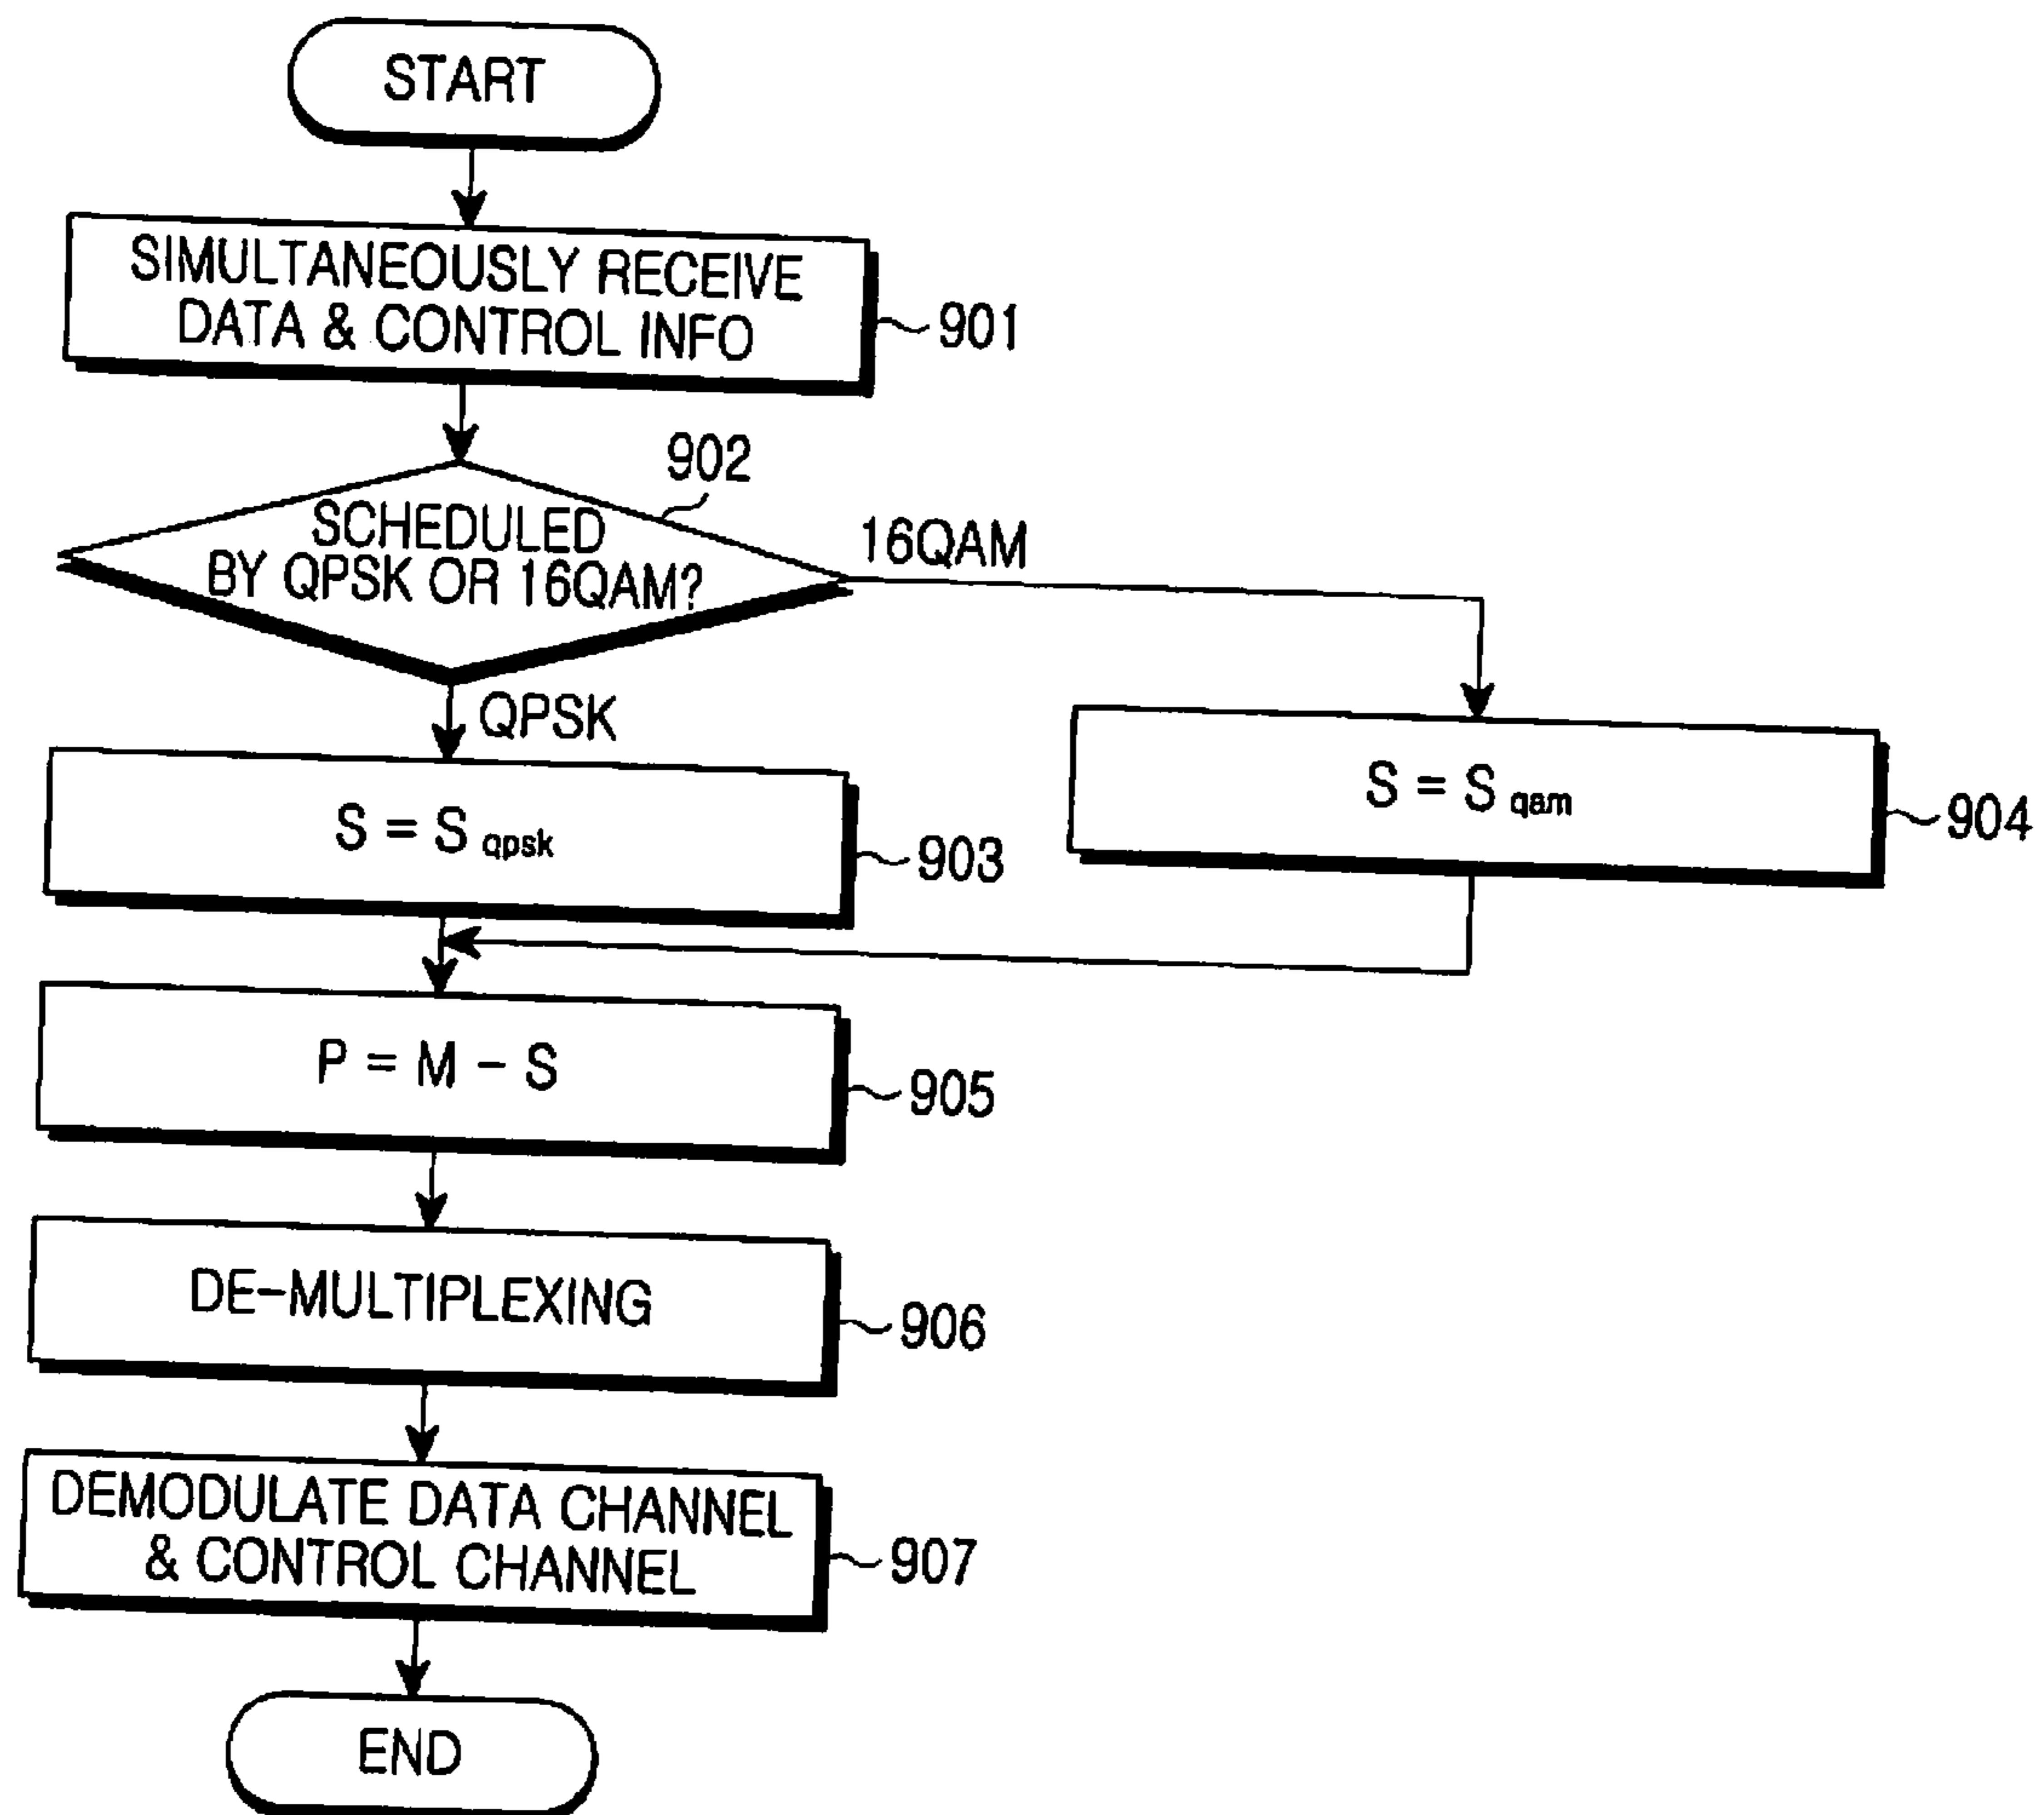 START
SIMULTANEOUSLY RECEIVE
DATA & CONTROL INFO
901
902
SCHEDULED
BY QPSK OR 16QAM?
16QAM
QPSK
S = S qpsk
903
S = S qam
904
P = M - S
905
DE-MULTIPLEXING
906
DEMODULATE DATA CHANNEL
& CONTROL CHANNEL
907
END